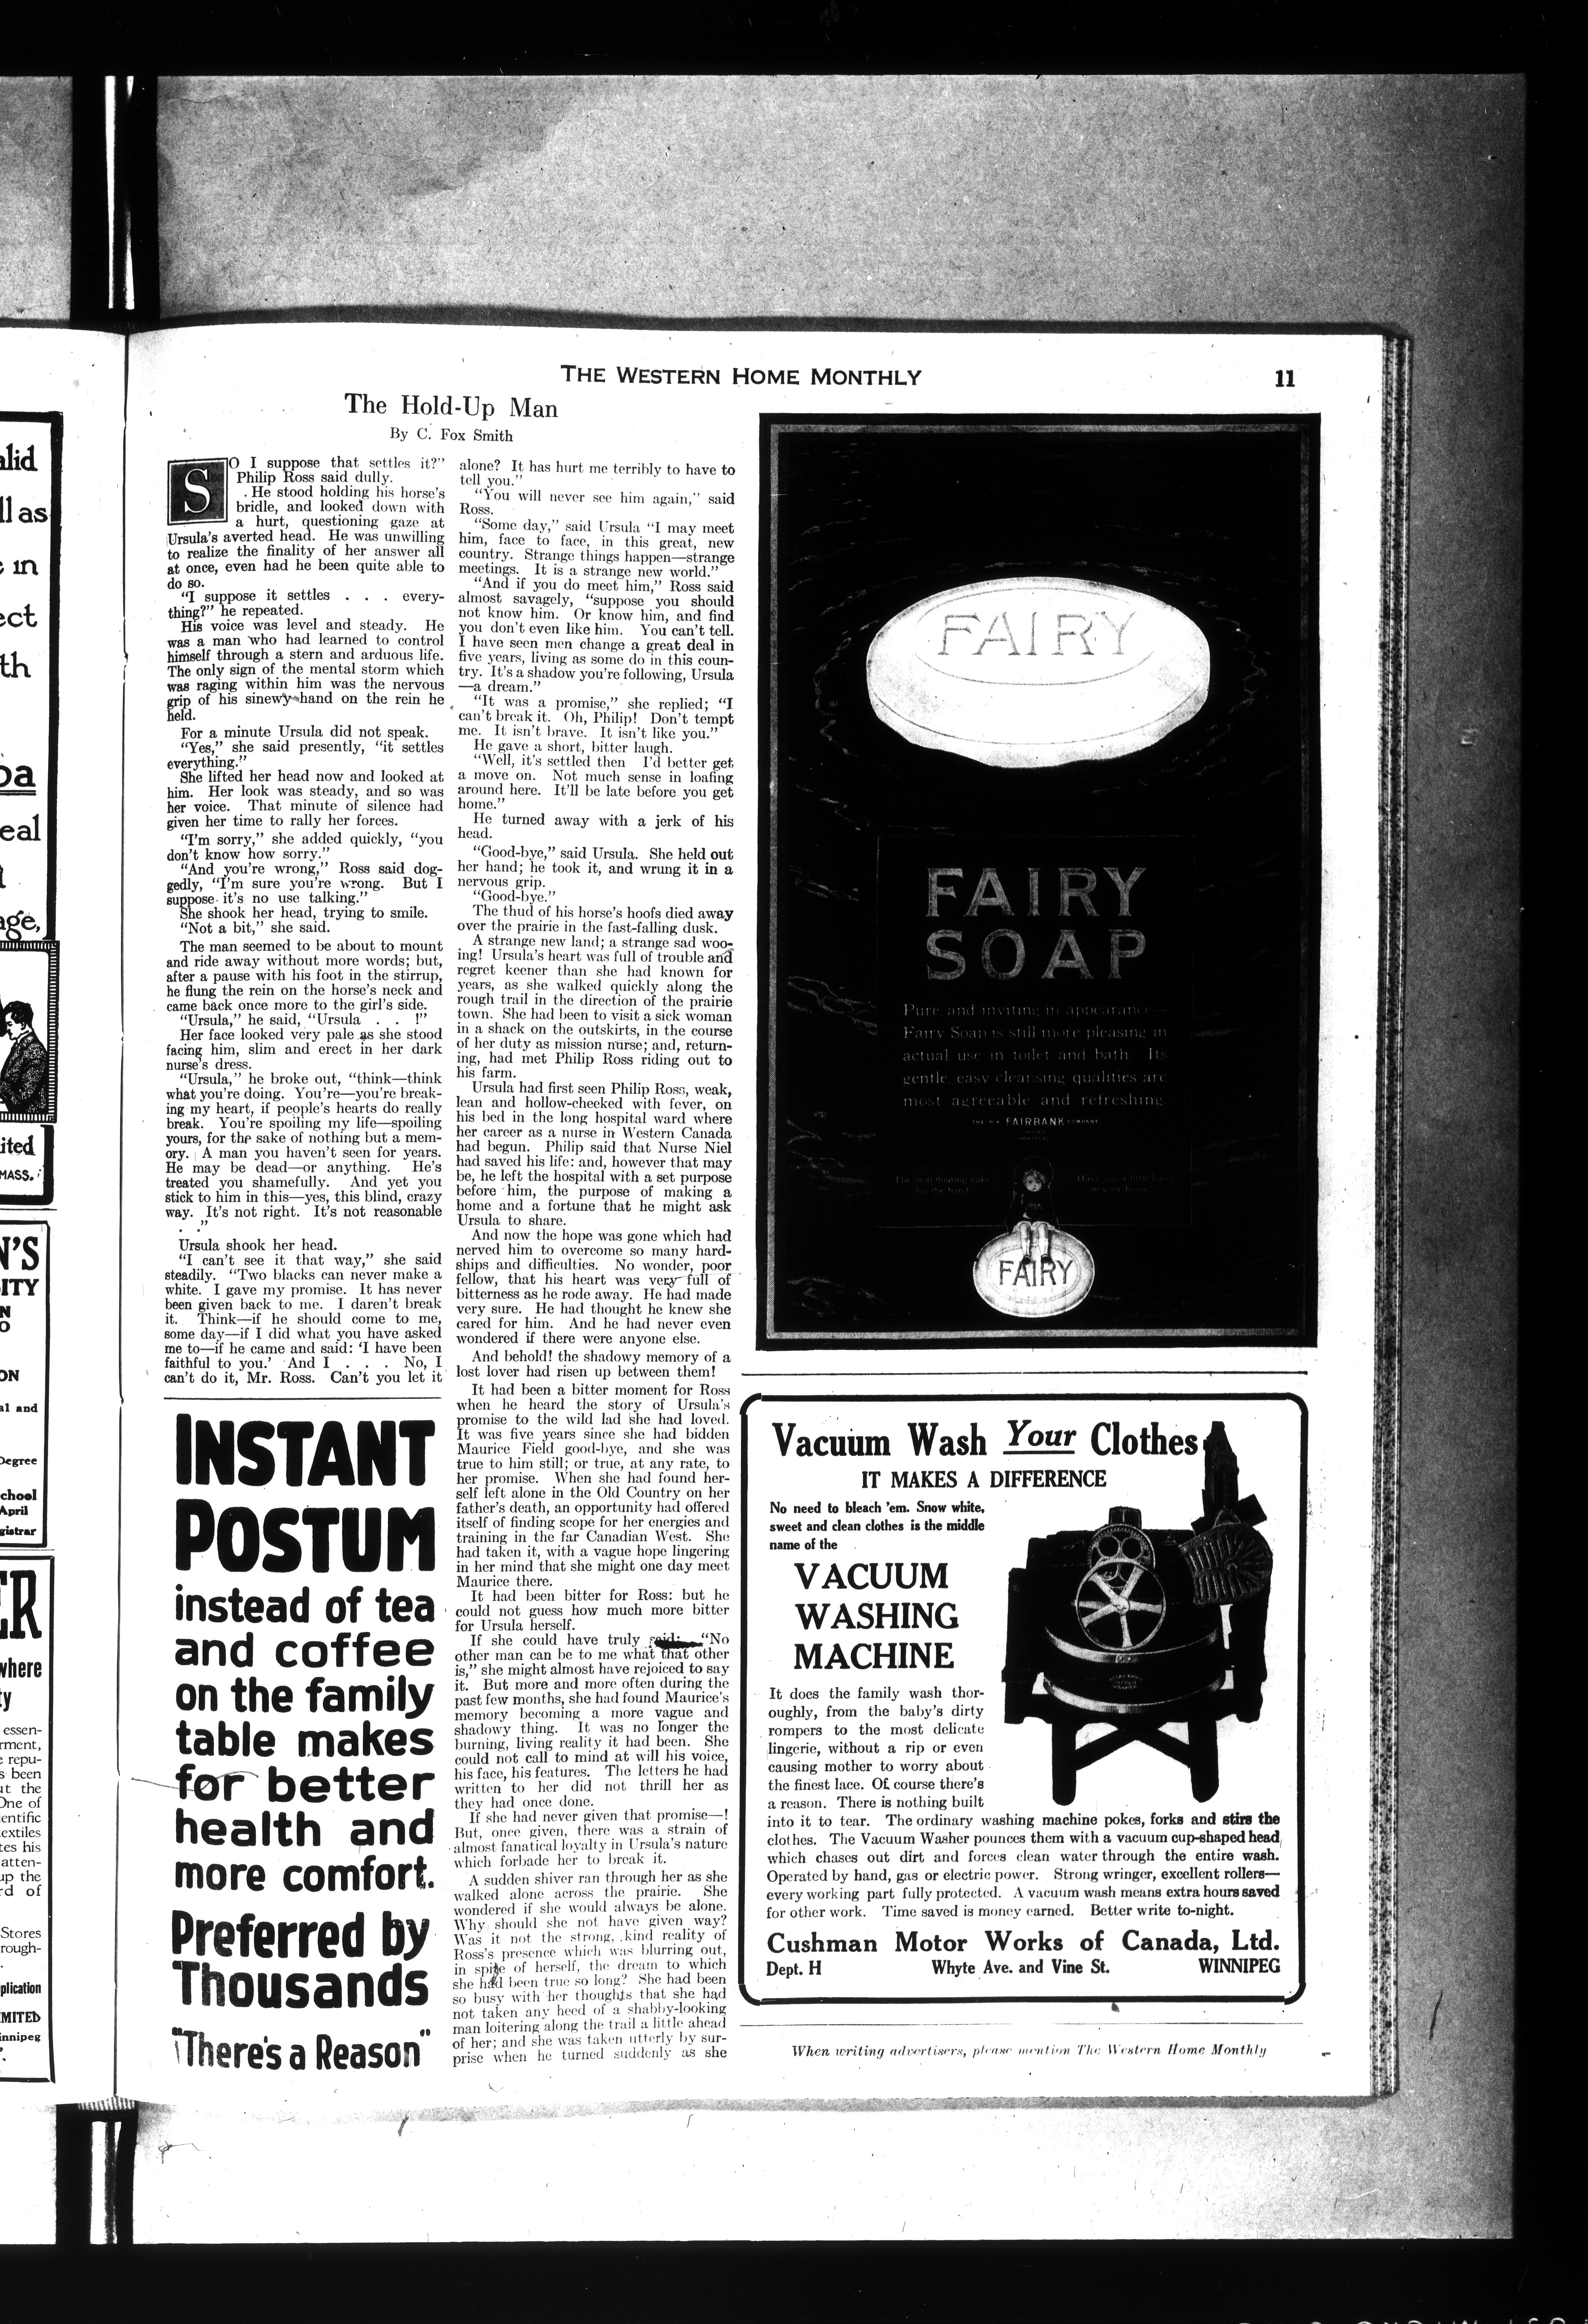 THE WESTERN HOME MONTHLY
11
The Hold-Up Man
By C. Fox Smith
SO I suppose that settles it?"
Philip Ross said dully.
He stood holding his horse's
bridle, and looked down with
a hurt, questioning gaze at
Ursula's averted head. He was unwilling
to realize the finality of her answer all
at once, even had he been quite able to
do so.
"I suppose it settles . . . every-
thing?" he repeated.
His voice was level and steady. He
was a man who had learned to control
himself through a stern and arduous life.
The only sign of the mental storm which
was raging within him was the nervous
grip of his sinewy hand on the rein he
held.
For a minute Ursula did not speak.
"Yes," she said presently, "it settles
everything."
She lifted her head now and looked at
him. Her look was steady, and so was
her voice. That minute of silence had
given her time to rally her forces.
"I'm sorry," she added quickly, "you
don't know how sorry."
"And you're wrong," Ross said dog-
gedly, "I'm sure you're wrong. But I
suppose it's no use talking."
She shook her head, trying to smile.
"Not a bit," she said.
The man seemed to be about to mount
and ride away without more words; but,
after a pause with his foot in the stirrup,
he flung the rein on the horse's neck and
came back once more to the girl's side.
"Ursula," he said, "Ursula . . !"
Her face looked very pale as she stood
facing him, slim and erect in her dark
nurse's dress.
"Ursula," he broke out, "think—think
what you're doing. You're—you're break-
ing my heart, if people's hearts do really
break. You're spoiling my life—spoiling
yours, for the sake of nothing but a mem-
ory. A man you haven't seen for years.
He may be dead—or anything. He's
treated you shamefully. And yet you
stick to him in this—yes, this blind, crazy
way. It's not right. It's not reasonable
. ."
Ursula shook her head.
"I can't see it that way," she said
steadily. "Two blacks can never make a
white. I gave my promise. It has never
been given back to me. I daren't break
it. Think—if he should come to me,
some day—if I did what you have asked
me to—if he came and said: 'I have been
faithful to you.' And I . . . No, I
can't do it, Mr. Ross. Can't you let it
alone? It has hurt me terribly to have to
tell you."
"You will never see him again," said
Ross.
"Some day," said Ursula "I may meet
him, face to face, in this great, new
country. Strange things happen—strange
meetings. It is a strange new world."
"And if you do meet him," Ross said
almost savagely, "suppose you should
not know him. Or know him, and find
you don't even like him. You can't tell.
I have seen men change a great deal in
five years, living as some do in this coun-
try. It's a shadow you're following, Ursula
—a dream."
"It was a promise," she replied; "I
can't break it. Oh, Philip! Don't tempt
me. It isn't brave. It isn't like you."
He gave a short, bitter laugh.
"Well, it's settled then I'd better get
a move on. Not much sense in loafing
around here. It'll be late before you get
home."
He turned away with a jerk of his
head.
"Good-bye," said Ursula. She held out
her hand; he took it, and wrung it in a
nervous grip.
"Good-bye."
The thud of his horse's hoofs died away
over the prairie in the fast-falling dusk.
A strange new land; a strange sad woo-
ing! Ursula's heart was full of trouble and
regret keener than she had known for
years, as she walked quickly along the
rough trail in the direction of the prairie
town. She had been to visit a sick woman
in a shack on the outskirts, in the course
of her duty as mission nurse; and, return-
ing, had met Philip Ross riding out to
his farm.
Ursula had first seen Philip Ross, weak,
lean and hollow-cheeked with fever, on
his bed in the long hospital ward where
her career as a nurse in Western Canada
had begun. Philip said that Nurse Niel
had saved his life: and, however that may
be, he left the hospital with a set purpose
before him, the purpose of making a
home and a fortune that he might ask
Ursula to share.
And now the hope was gone which had
nerved him to overcome so many hard-
ships and difficulties. No wonder, poor
fellow, that his heart was very full of
bitterness as he rode away. He had made
very sure. He had thought he knew she
cared for him. And he had never even
wondered if there were anyone else.
And behold! the shadowy memory of a
lost lover had risen up between them!
It had been a bitter moment for Ross
when he heard the story of Ursula's
promise to the wild lad she had loved.
It was five years since she had bidden
Maurice Field good-bye, and she was
true to him still; or true, at any rate, to
her promise. When she had found her-
self left alone in the Old Country on her
father's death, an opportunity had offered
itself of finding scope for her energies and
training in the far Canadian West. She
had taken it, with a vague hope lingering
in her mind that she might one day meet
Maurice there.
It had been bitter for Ross: but he
could not guess how much more bitter
for Ursula herself.
If she could have truly said: "No
other man can be to me what that other
is," she might almost have rejoiced to say
it. But more and more often during the
past few months, she had found Maurice's
memory becoming a more vague and
shadowy thing. It was no longer the
burning, living reality it had been. She
could not call to mind at will his voice,
his face, his features. The letters he had
written to her did not thrill her as
they had once done.
If she had never given that promise—!
But, once given, there was a strain of
almost fanatical loyalty in Ursula's nature
which forbade her to break it.
A sudden shiver ran through her as she
walked alone across the prairie. She
wondered if she would always be alone.
Why should she not have given way?
Was it not the strong, kind reality of
Ross's presence which was blurring out,
in spite of herself, the dream to which
she had been true so long? She had been
so busy with her thoughts that she had
not taken any heed of a shabby-looking
man loitering along the trail a little ahead
of her; and she was taken utterly by sur-
prise when he turned suddenly as she
INSTANT
POSTUM
instead of tea
and coffee
on the family
table makes
for better
health and
more comfort.
Preferred by
Thousands
"There's a Reason"
FAIRY
FAIRY
SOAP
Pure and inviting in appearance—
Fairy Soap is still more pleasing in
actual use in toilet and bath. Its
gentle, easy cleansing qualities are
most agreeable and refreshing.
THE N.K. FAIRBANK COMPANY
FAIRY
Vacuum Wash Your Clothes
IT MAKES A DIFFERENCE
No need to bleach 'em. Snow white,
sweet and clean clothes is the middle
name of the
VACUUM
WASHING
MACHINE
It does the family wash thor-
oughly, from the baby's dirty
rompers to the most delicate
lingerie, without a rip or even
causing mother to worry about
the finest lace. Of course there's
a reason. There is nothing built
into it to tear. The ordinary washing machine pokes, forks and stirs the
clothes. The Vacuum Washer pounces them with a vacuum cup-shaped head
which chases out dirt and forces clean water through the entire wash.
Operated by hand, gas or electric power. Strong wringer, excellent rollers—
every working part fully protected. A vacuum wash means extra hours saved
for other work. Time saved is money earned. Better write to-night.
Cushman Motor Works of Canada, Ltd.
Dept. H Whyte Ave. and Vine St. WINNIPEG
When writing advertisers, please mention The Western Home Monthly